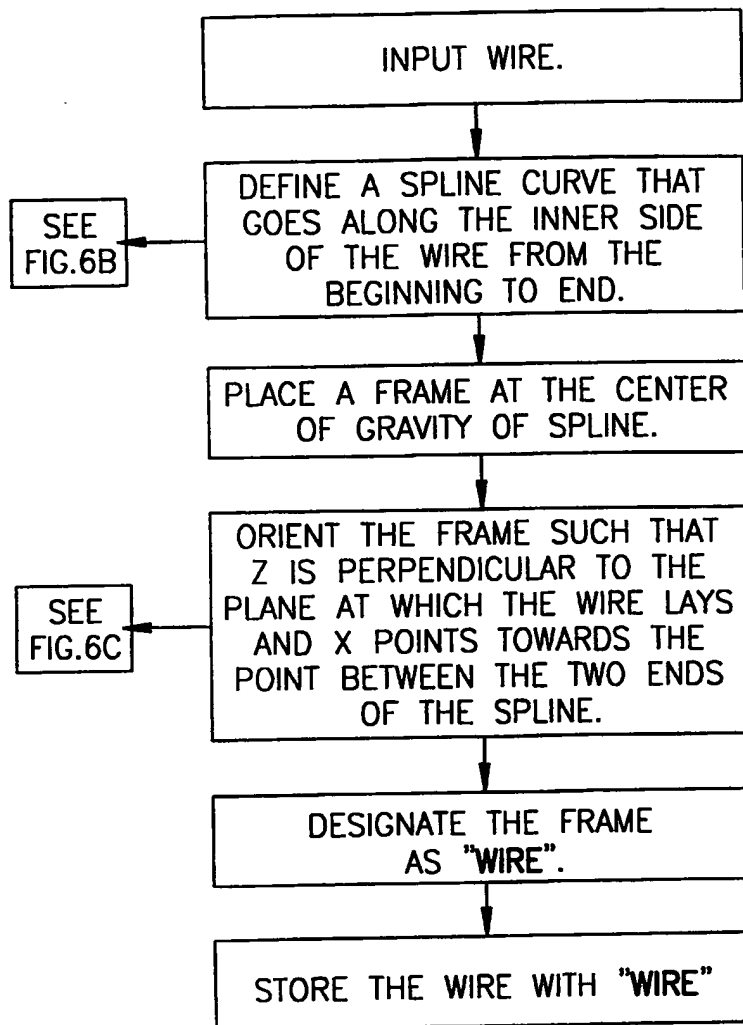 INPUT WIRE.
DEFINE A SPLINE CURVE THAT
GOES ALONG THE INNER SIDE
OF THE WIRE FROM THE
BEGINNING TO END.
SEE
FIG.6B
PLACE A FRAME AT THE CENTER
OF GRAVITY OF SPLINE.
ORIENT THE FRAME SUCH THAT
Z IS PERPENDICULAR TO THE
PLANE AT WHICH THE WIRE LAYS
AND X POINTS TOWARDS THE
POINT BETWEEN THE TWO ENDS
OF THE SPLINE.
SEE
FIG.6C
DESIGNATE THE FRAME
AS "WIRE".
STORE THE WIRE WITH "WIRE"